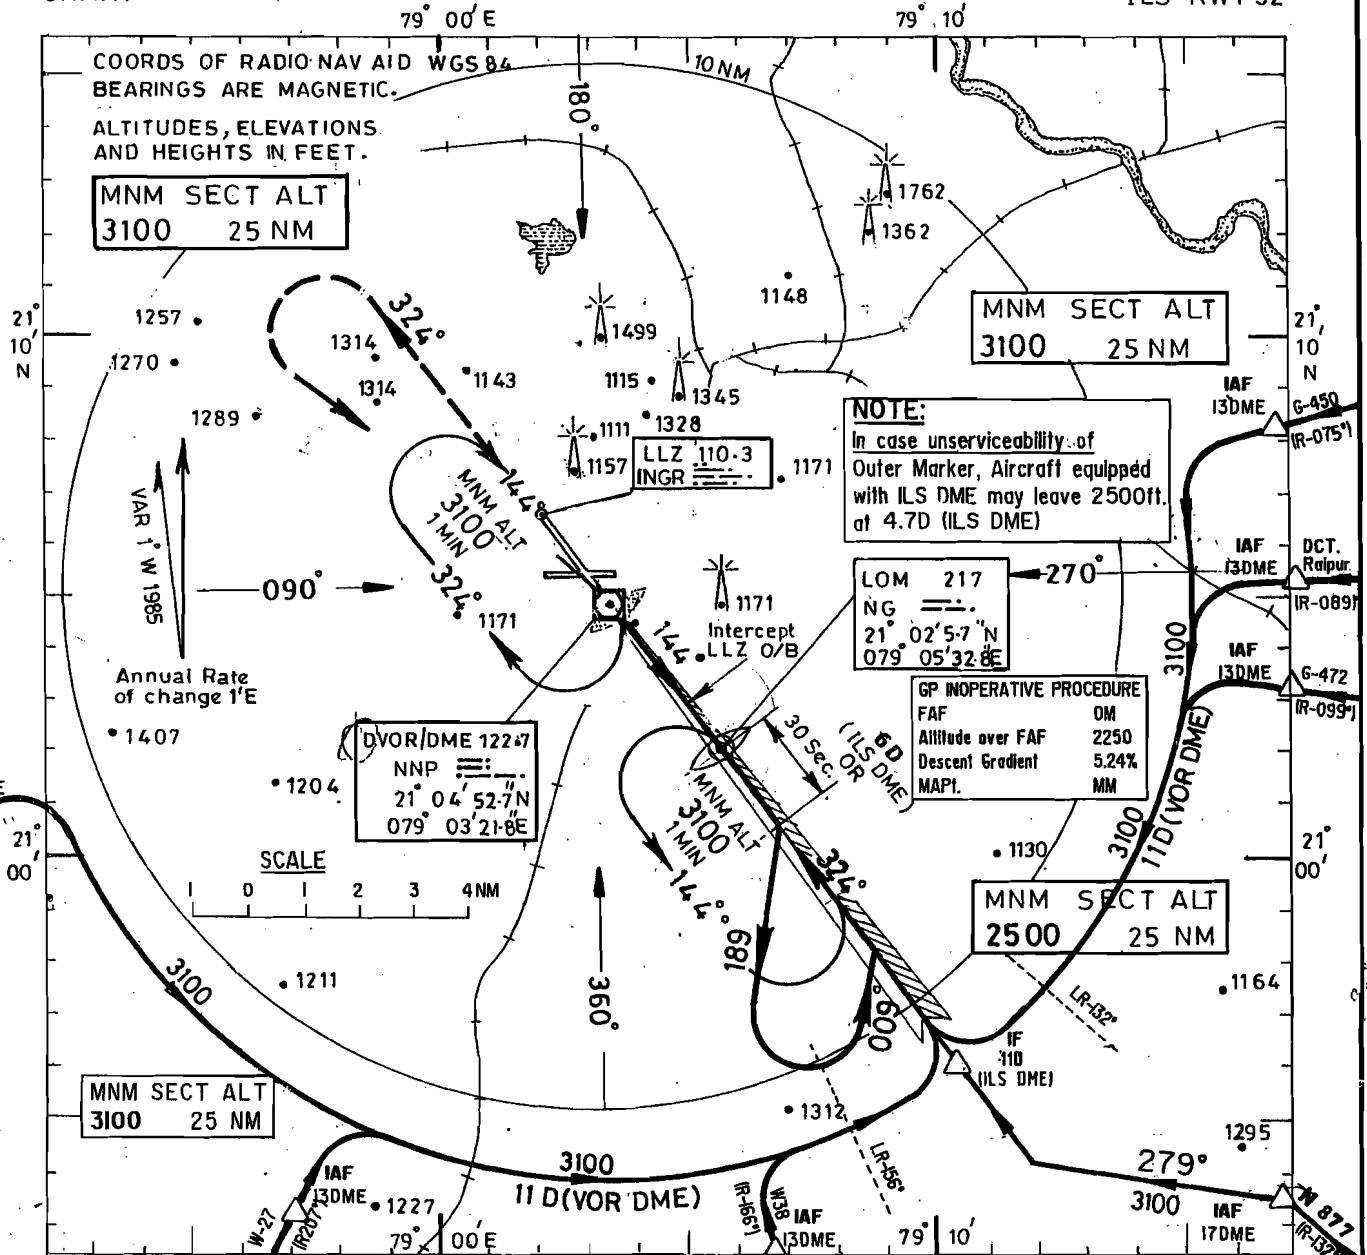 79° 00'E
79° 10'
COORDS OF RADIO NAV AID WGS 84
BEARINGS ARE MAGNETIC.
ALTITUDES, ELEVATIONS
AND HEIGHTS IN FEET.
MNM SECT ALT
3100 25 NM
10 NM
180°
1762
1362
1148
MNM SECT ALT
3100 25 NM
21°
10'
N
21°
10'
N
1257
1270
1289
1314
1314
324°
1143
1499
1115
1345
1328
1111
1157
LLZ 110.3
INGR
1171
NOTE:
In case unserviceability of
Outer Marker, Aircraft equipped
with ILS DME may leave 2500ft.
at 4.7D (ILS DME)
IAF
13DME
G-450
(R-075°)
IAF
13DME
DCT.
Raipur
(R-089°)
IAF
13DME
G-472
(R-099°)
VAR 1° W 1985
Annual Rate
of change 1'E
090°
144°
MNM ALT
3100
1 MIN
324°
1171
1171
Intercept
LLZ O/B
144°
LOM 217
NG
21° 02'5.7"N
079° 05'32.8E
270°
GP INOPERATIVE PROCEDURE
FAF OM
Altitude over FAF 2250
Descent Gradient 5.24%
MAPt. MM
30 Sec.
6D
(ILS DME)
OR
3100
3100
11D(VOR DME)
1407
1204
DVOR/DME 122.7
NNP
21° 04' 52.7"N
079° 03'21.8"E
21°
00'
21°
00'
SCALE
1 0 1 2 3 4 NM
MNM ALT
3100
1 MIN
144°
324°
189
009°
360°
1130
MNM SECT ALT
2500 25 NM
1164
LR-132°
IF
11D
(ILS DME)
3100
1211
MNM SECT ALT
3100 25 NM
1312
LR-156°
1295
279°
3100
3100
11 D(VOR DME)
IAF
13DME
1227
W-27
(R207°)
W38
(R-166°)
IAF
13DME
IAF
17DME
M 877
79° 00'E
79° 10'